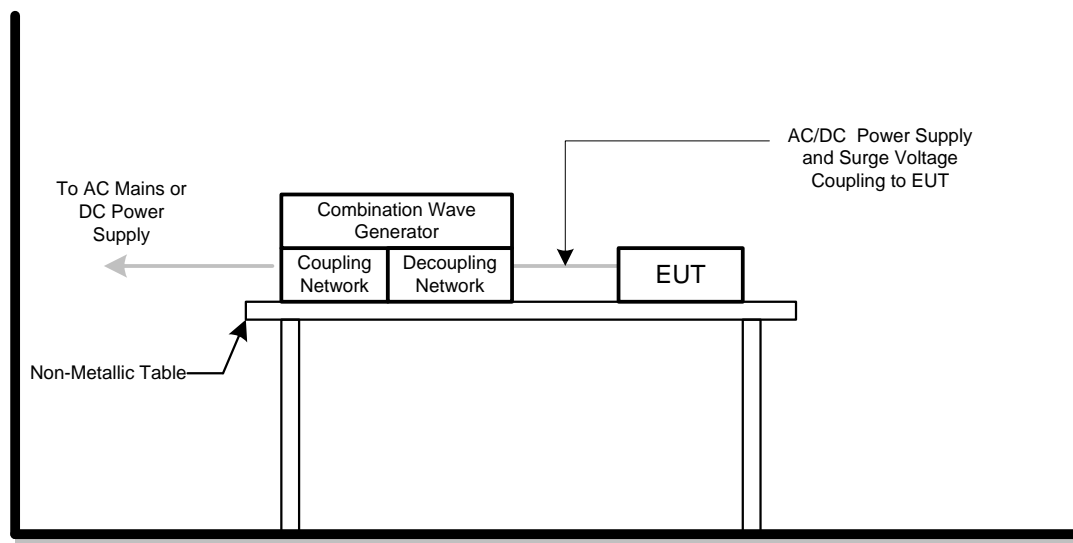 AC/DC  Power Supply
and Surge Voltage
Coupling to EUT
To AC Mains or
DC Power
Supply
Combination Wave
Generator
Coupling
Network
Decoupling
Network
EUT
Non-Metallic Table